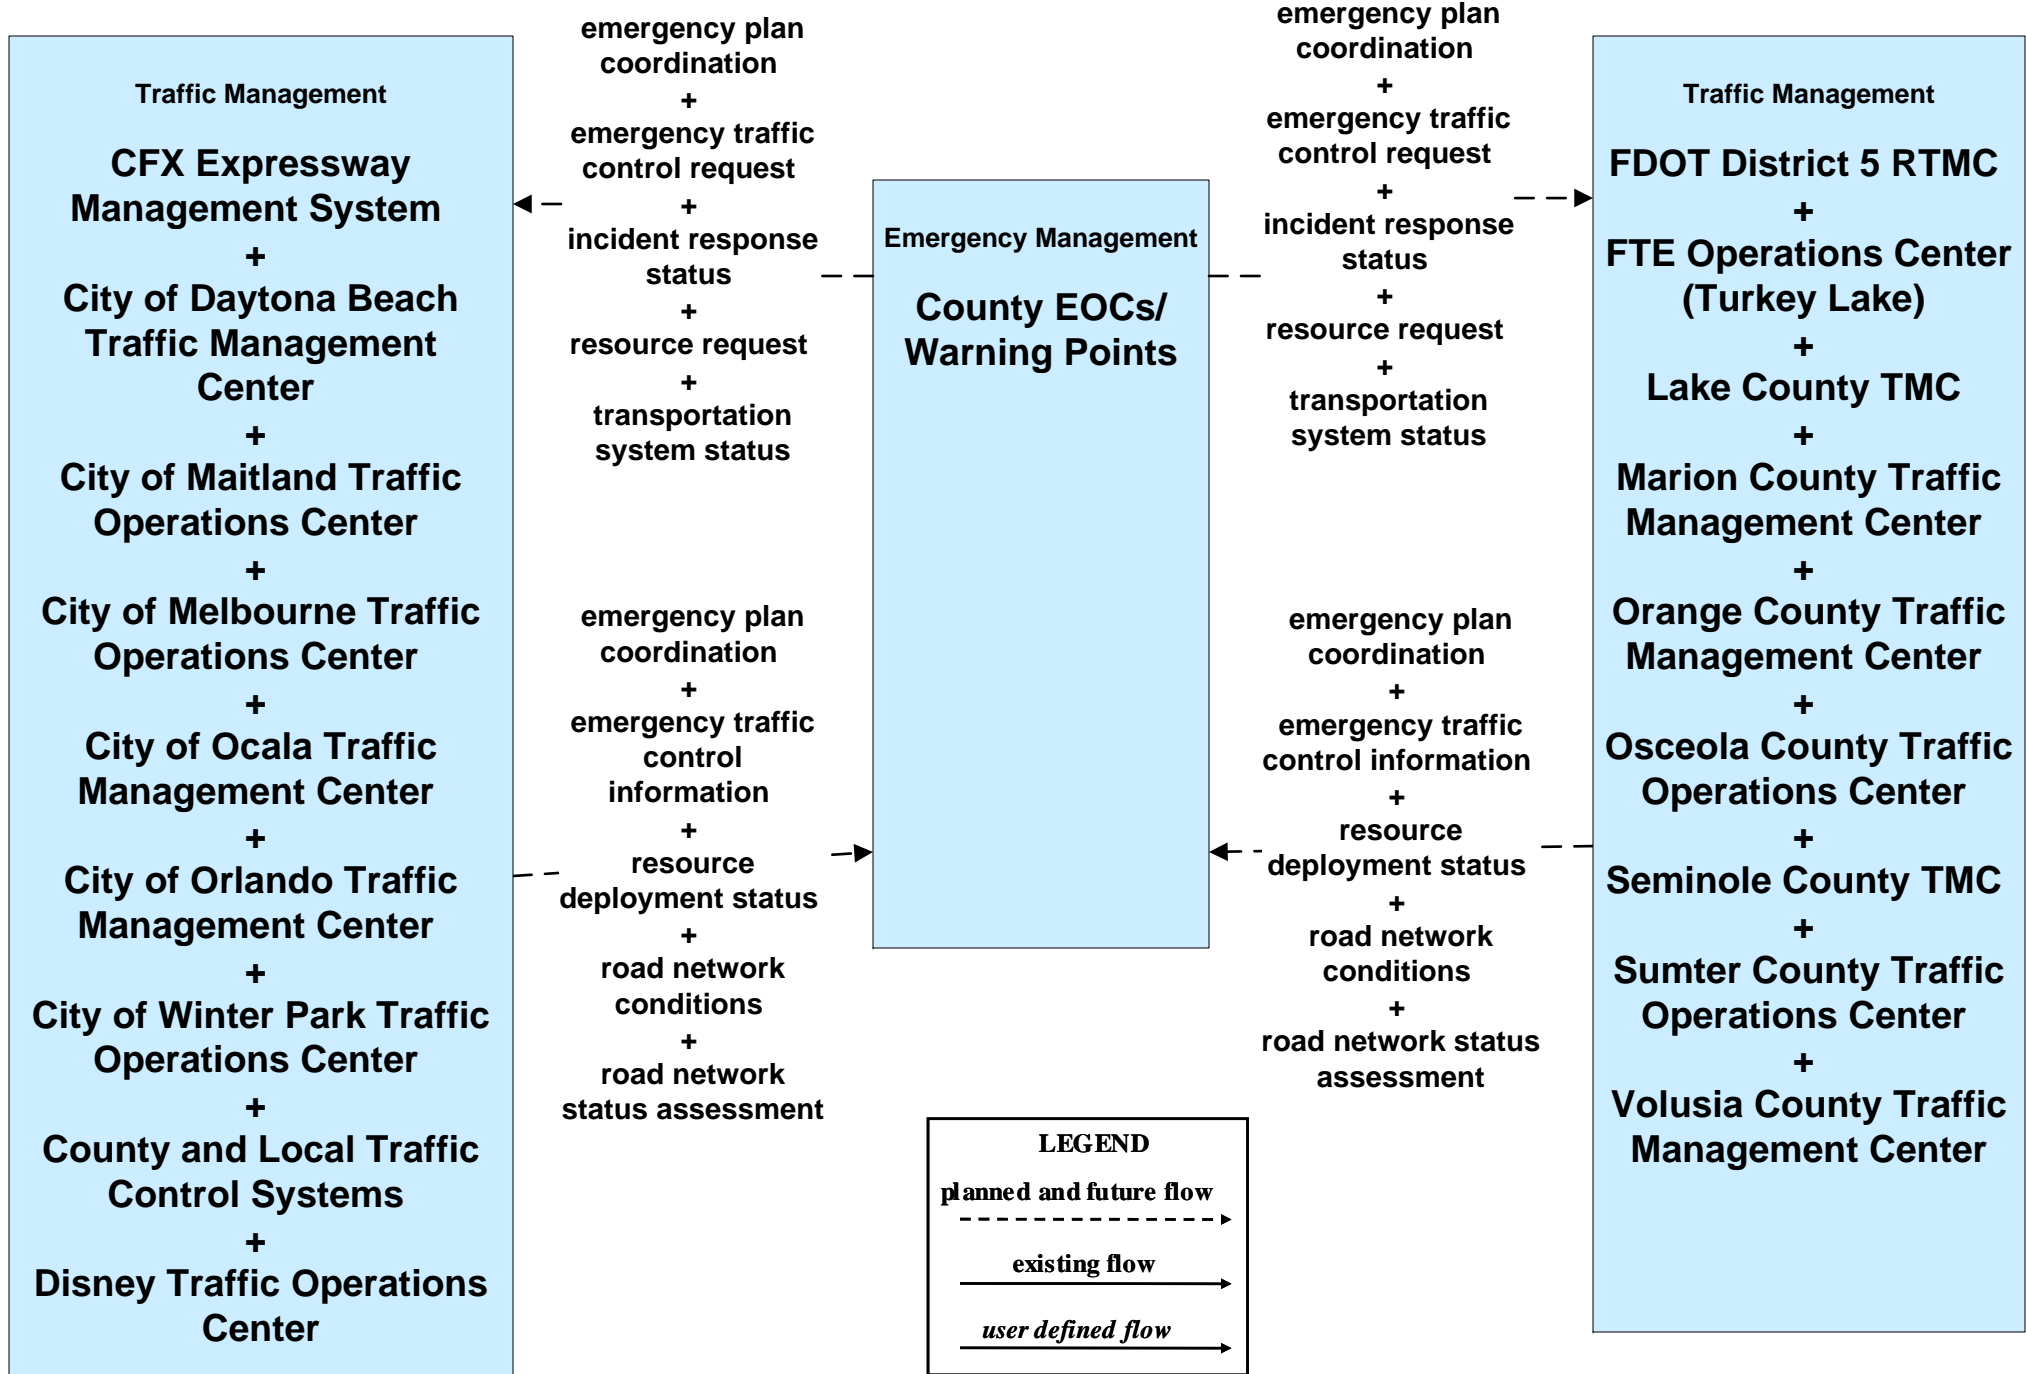 Traffic Management
CFX Expressway
Management System
+
City of Daytona Beach
Traffic Management
Center
+
City of Maitland Traffic
Operations Center
+
City of Melbourne Traffic
Operations Center
+
City of Ocala Traffic
Management Center
+
City of Orlando Traffic
Management Center
+
City of Winter Park Traffic
Operations Center
+
County and Local Traffic
Control Systems
+
Disney Traffic Operations
Center
emergency plan
coordination
+
emergency traffic
control request
+
incident response
status
+
resource request
+
transportation
system status
emergency plan
coordination
+
emergency traffic
control
information
+
resource
deployment status
+
road network
conditions
+
road network
status assessment
Emergency Management
County EOCs/
Warning Points
emergency plan
coordination
+
emergency traffic
control request
+
incident response
status
+
resource request
+
transportation
system status
emergency plan
coordination
+
emergency traffic
control information
+
resource
deployment status
+
road network
conditions
+
road network status
assessment
Traffic Management
FDOT District 5 RTMC
+
FTE Operations Center
(Turkey Lake)
+
Lake County TMC
+
Marion County Traffic
Management Center
+
Orange County Traffic
Management Center
+
Osceola County Traffic
Operations Center
+
Seminole County TMC
+
Sumter County Traffic
Operations Center
+
Volusia County Traffic
Management Center
LEGEND
planned and future flow
existing flow
user defined flow